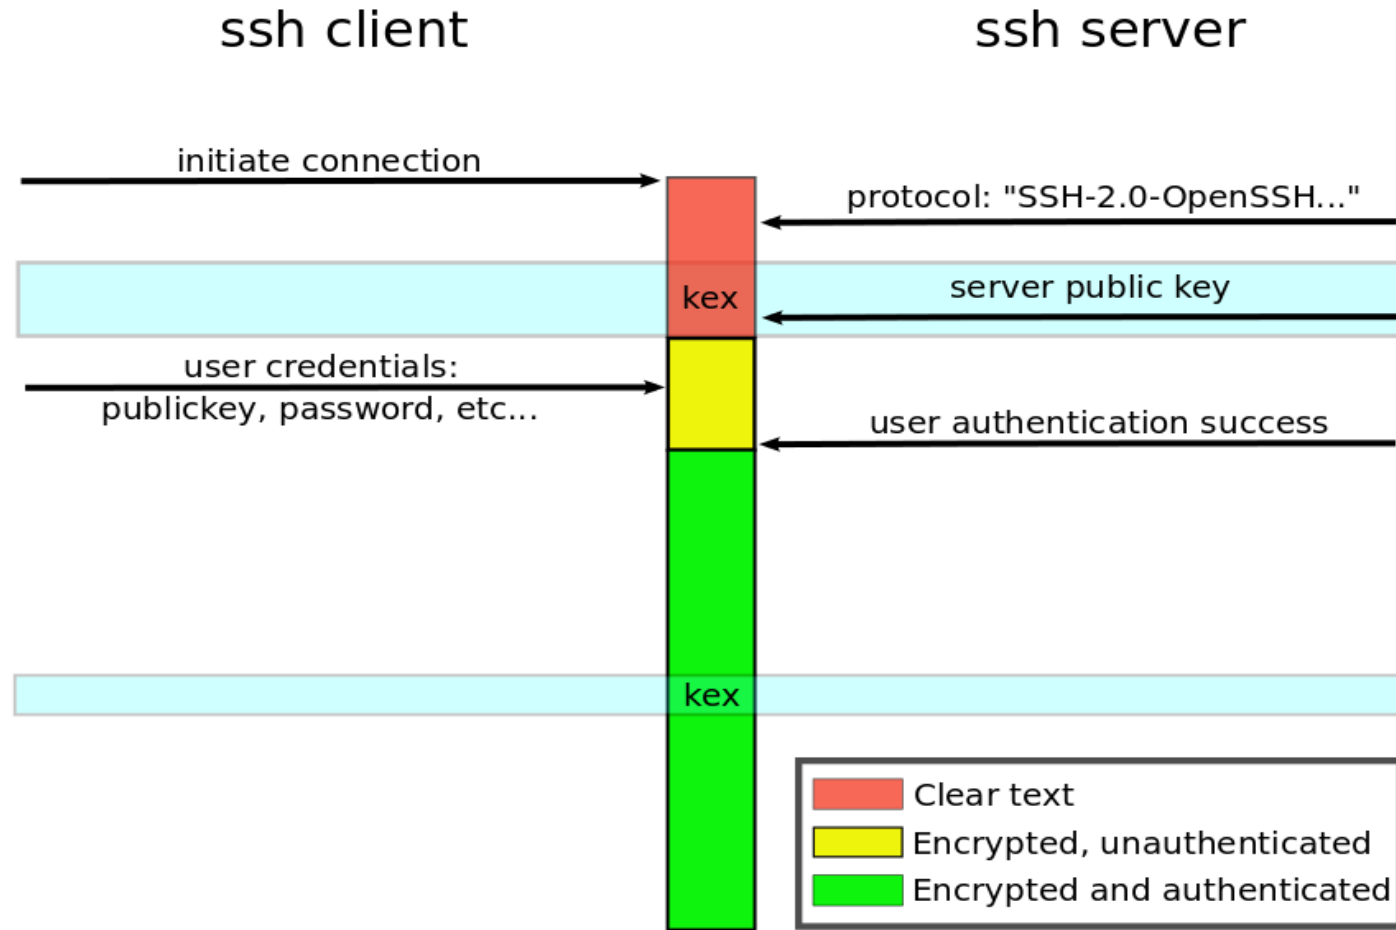 ssh client
ssh server
initiate connection
protocol: "SSH-2.0-OpenSSH..."
server public key
kex
user credentials:
publickey, password, etc...
user authentication success
kex
Clear text
Encrypted, unauthenticated
Encrypted and authenticated